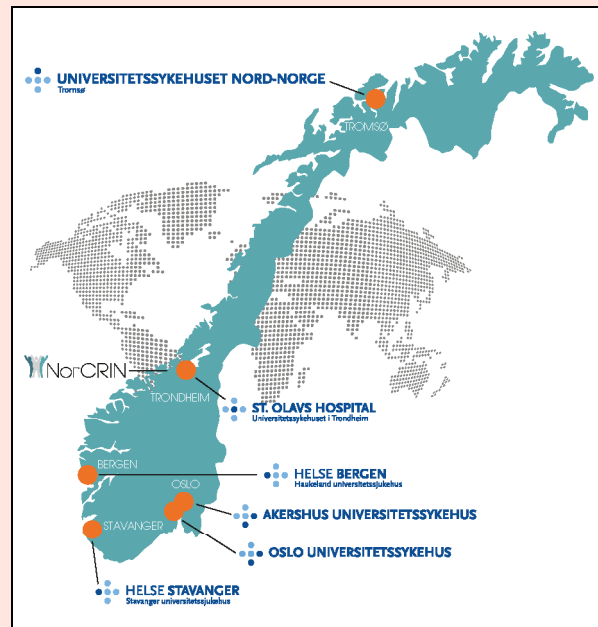 UNIVERSITETSSYKEHUSET NORD-NORGE
Tromsø
TROMSØ
NorCRIN
TRONDHEIM
ST. OLAVS HOSPITAL
Universitetssykehuset i Trondheim
BERGEN
HELSE BERGEN
Haukeland universitetssjukehus
OSLO
AKERSHUS UNIVERSITETSSYKEHUS
STAVANGER
OSLO UNIVERSITETSSYKEHUS
HELSE STAVANGER
Stavanger universitetssjukehus